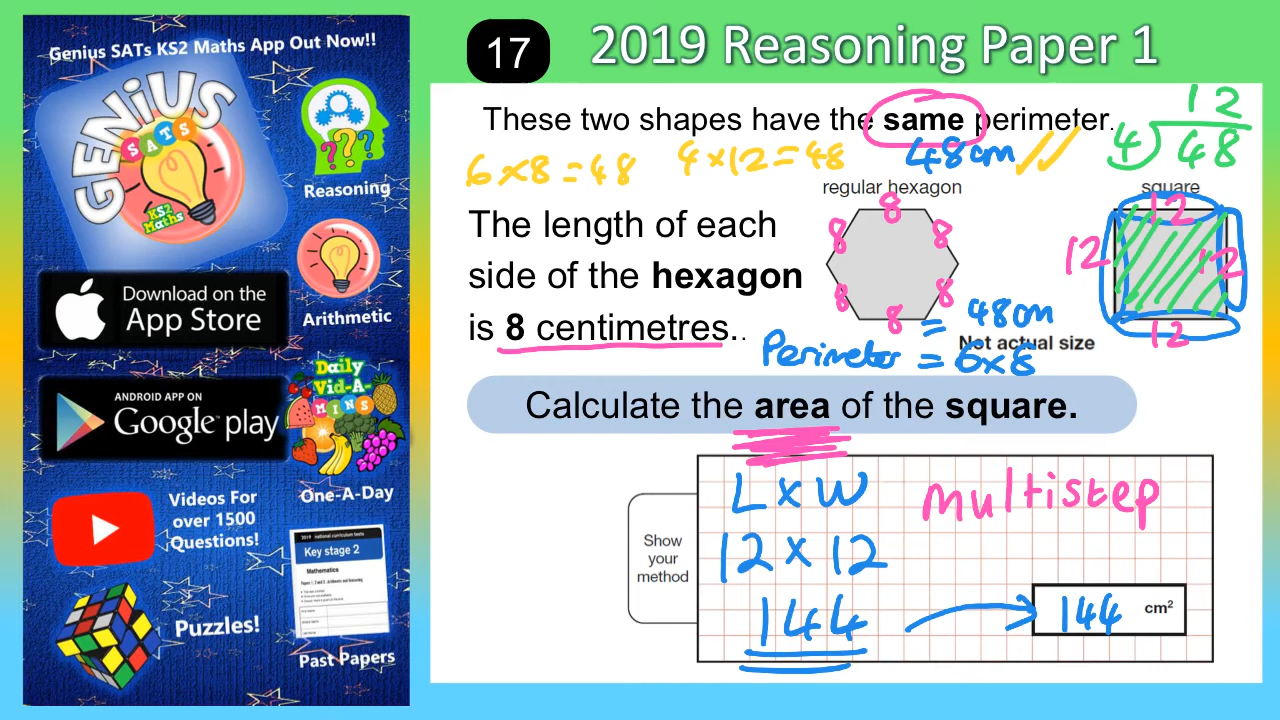 Genius SATs KS2 Maths App Out Now!!
GENiUS
SATS
KS2
Maths
Reasoning
Download on the
App Store
Arithmetic
ANDROID APP ON
Google play
Daily
Vid-A-
MINS
One-A-Day
Videos For
over 1500
Questions!
2019 national curriculum tests
Key stage 2
Mathematics
Puzzles!
Past Papers
17
2019 Reasoning Paper 1
These two shapes have the same perimeter.
12
4 48
6 x 8 = 48
4 x 12 = 48
48cm
regular hexagon
square
The length of each
side of the hexagon
is 8 centimetres..
8
8 8
8 8
8
12
12 12
12
= 48cm
Not actual size
Perimeter = 6x8
Calculate the area of the square.
Show
your
method
L x W
multistep
12 x 12
144
144 cm²